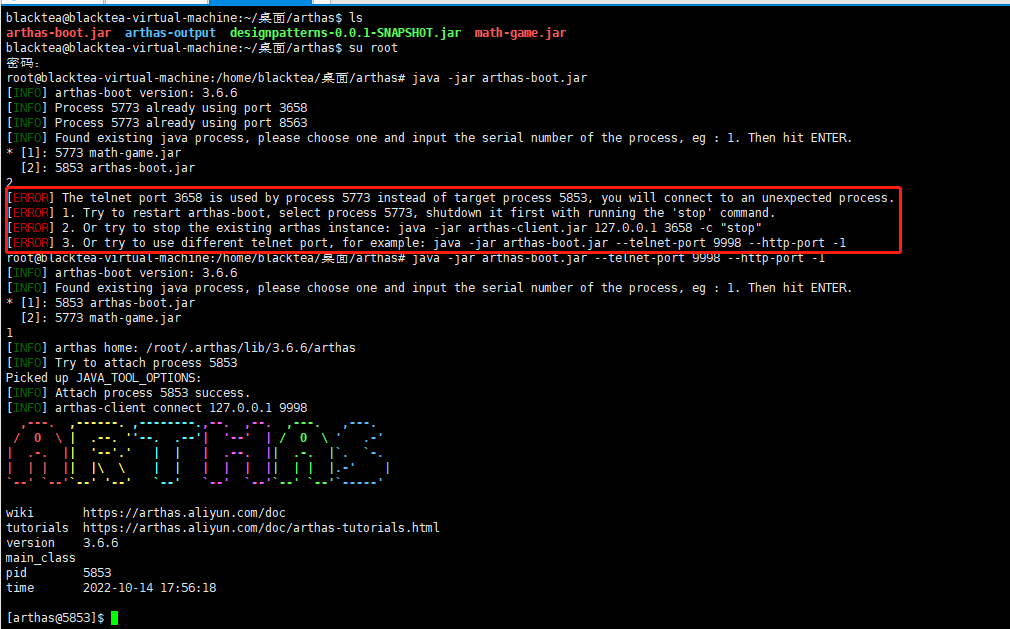 blacktea@blacktea-virtual-machine:~/桌面/arthas$ ls
arthas-boot.jar  arthas-output  designpatterns-0.0.1-SNAPSHOT.jar  math-game.jar
blacktea@blacktea-virtual-machine:~/桌面/arthas$ su root
密码：
root@blacktea-virtual-machine:/home/blacktea/桌面/arthas# java -jar arthas-boot.jar
[INFO] arthas-boot version: 3.6.6
[INFO] Process 5773 already using port 3658
[INFO] Process 5773 already using port 8563
[INFO] Found existing java process, please choose one and input the serial number of the process, eg : 1. Then hit ENTER.
* [1]: 5773 math-game.jar
  [2]: 5853 arthas-boot.jar
2
[ERROR] The telnet port 3658 is used by process 5773 instead of target process 5853, you will connect to an unexpected process.
[ERROR] 1. Try to restart arthas-boot, select process 5773, shutdown it first with running the 'stop' command.
[ERROR] 2. Or try to stop the existing arthas instance: java -jar arthas-client.jar 127.0.0.1 3658 -c "stop"
[ERROR] 3. Or try to use different telnet port, for example: java -jar arthas-boot.jar --telnet-port 9998 --http-port -1
root@blacktea-virtual-machine:/home/blacktea/桌面/arthas# java -jar arthas-boot.jar --telnet-port 9998 --http-port -1
[INFO] arthas-boot version: 3.6.6
[INFO] Found existing java process, please choose one and input the serial number of the process, eg : 1. Then hit ENTER.
* [1]: 5853 arthas-boot.jar
  [2]: 5773 math-game.jar
1
[INFO] arthas home: /root/.arthas/lib/3.6.6/arthas
[INFO] Try to attach process 5853
Picked up JAVA_TOOL_OPTIONS:
[INFO] Attach process 5853 success.
[INFO] arthas-client connect 127.0.0.1 9998
ARTHAS
wiki       https://arthas.aliyun.com/doc
tutorials  https://arthas.aliyun.com/doc/arthas-tutorials.html
version    3.6.6
main_class
pid        5853
time       2022-10-14 17:56:18
[arthas@5853]$